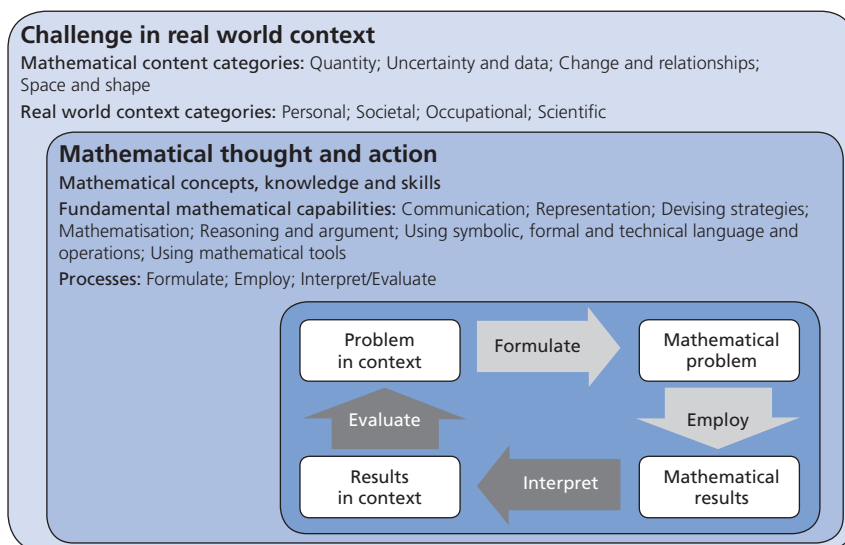 Challenge in real world context
Mathematical content categories: Quantity; Uncertainty and data; Change and relationships;
Space and shape
Real world context categories: Personal; Societal; Occupational; Scientific
Mathematical thought and action
Mathematical concepts, knowledge and skills
Fundamental mathematical capabilities: Communication; Representation; Devising strategies;
Mathematisation; Reasoning and argument; Using symbolic, formal and technical language and
operations; Using mathematical tools
Processes: Formulate; Employ; Interpret/Evaluate
Problem
in context
Formulate
Mathematical
problem
Evaluate
Employ
Results
in context
Interpret
Mathematical
results